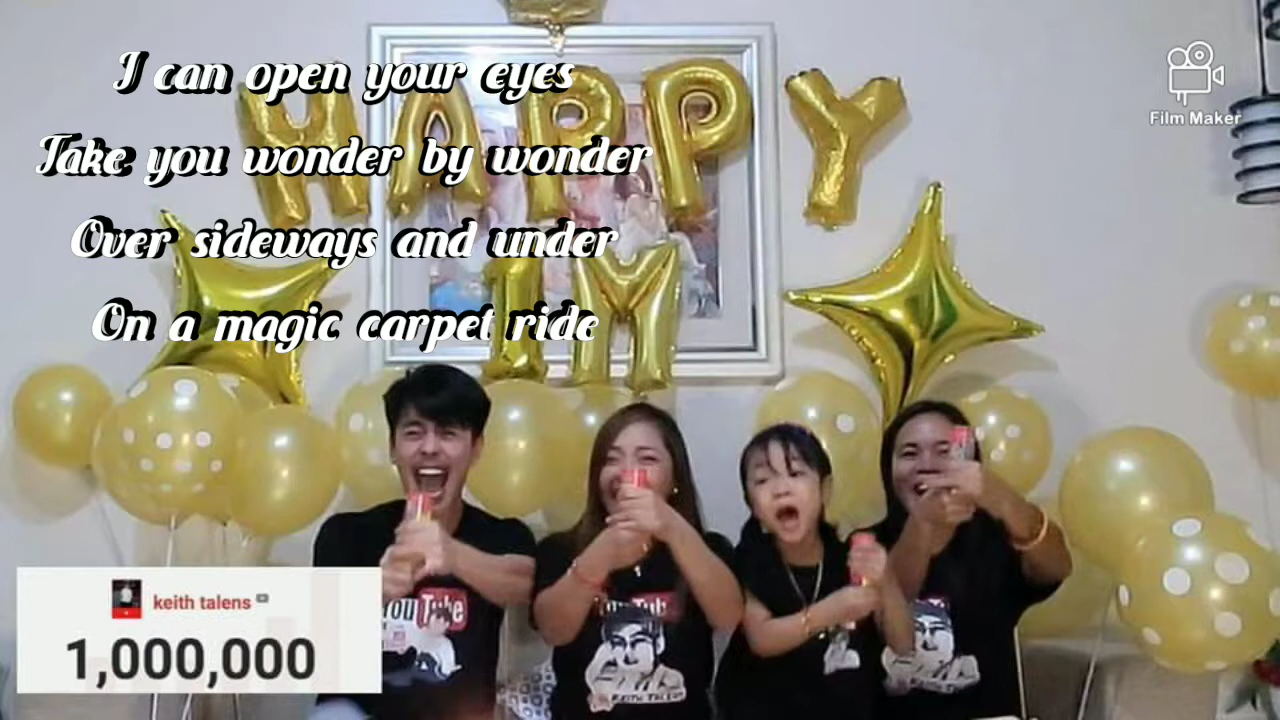 I can open your eyes
Take you wonder by wonder
Over sideways and under
On a magic carpet ride
Film Maker
HAPPY
1M
keith talens
1,000,000
YouTube
YouTube
KEITH TALENS